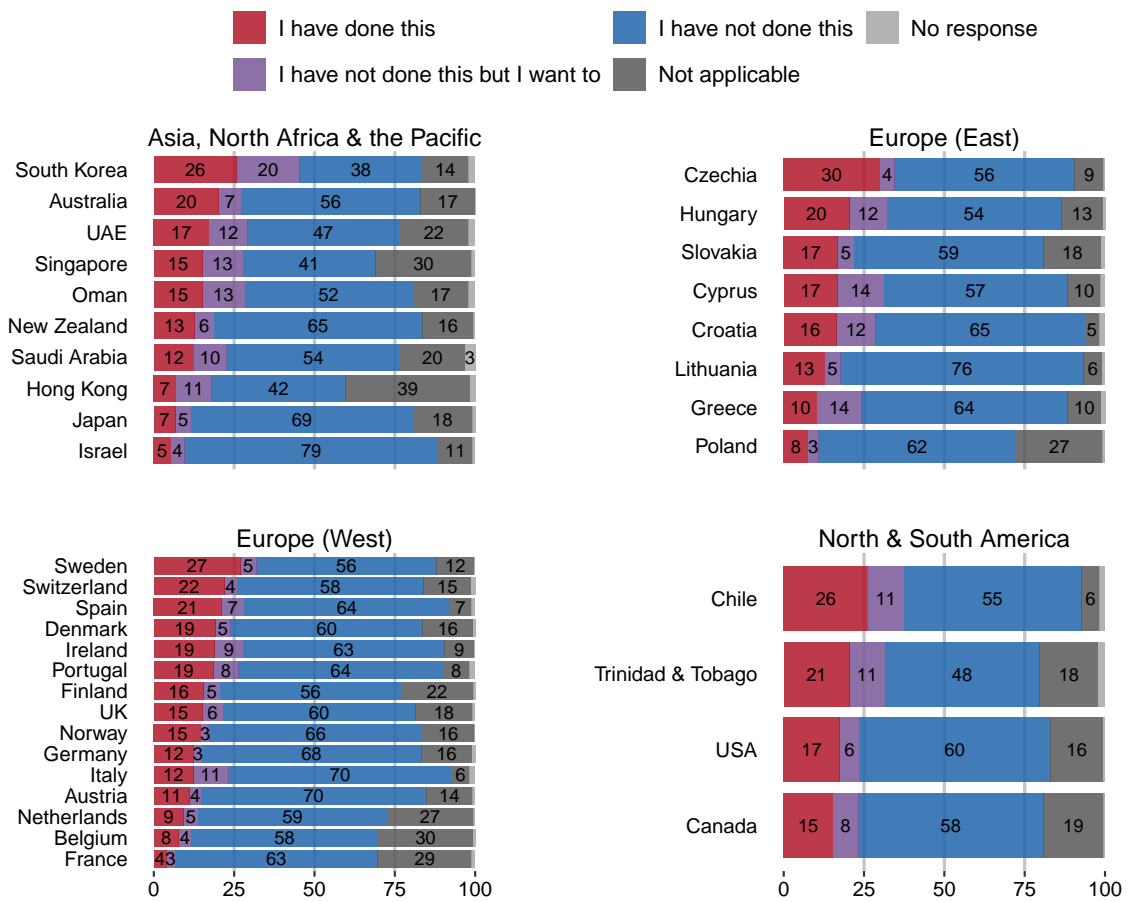 I have done this
I have not done this
No response
I have not done this but I want to
Not applicable
Asia, North Africa & the Pacific
South Korea 26 20 38 14
Australia 20 7 56 17
UAE 17 12 47 22
Singapore 15 13 41 30
Oman 15 13 52 17
New Zealand 13 6 65 16
Saudi Arabia 12 10 54 20 3
Hong Kong 7 11 42 39
Japan 7 5 69 18
Israel 5 4 79 11
Europe (East)
Czechia 30 4 56 9
Hungary 20 12 54 13
Slovakia 17 5 59 18
Cyprus 17 14 57 10
Croatia 16 12 65 5
Lithuania 13 5 76 6
Greece 10 14 64 10
Poland 8 3 62 27
Europe (West)
Sweden 27 5 56 12
Switzerland 22 4 58 15
Spain 21 7 64 7
Denmark 19 5 60 16
Ireland 19 9 63 9
Portugal 19 8 64 8
Finland 16 5 56 22
UK 15 6 60 18
Norway 15 3 66 16
Germany 12 3 68 16
Italy 12 11 70 6
Austria 11 4 70 14
Netherlands 9 5 59 27
Belgium 8 4 58 30
France 4 3 63 29
0 25 50 75 100
North & South America
Chile 26 11 55 6
Trinidad & Tobago 21 11 48 18
USA 17 6 60 16
Canada 15 8 58 19
0 25 50 75 100